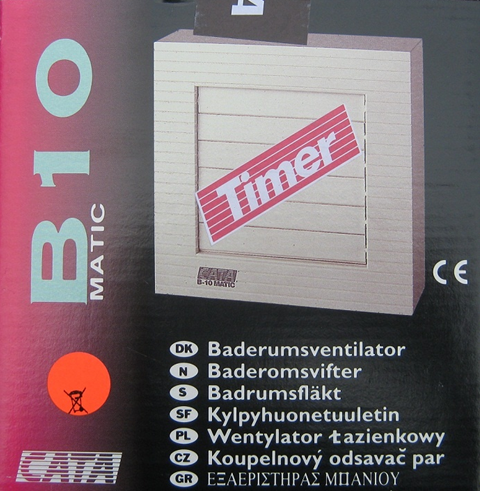 B10
MATIC
Timer
CATA
B-10 MATIC
CE
DK Baderumsventilator
N Baderomsvifter
S Badrumsfläkt
SF Kylpyhuonetuuletin
PL Wentylator Łazienkowy
CZ Koupelnový odsavač par
GR ΕΞΑΕΡΙΣΤΗΡΑΣ ΜΠΑΝΙΟΥ
CATA